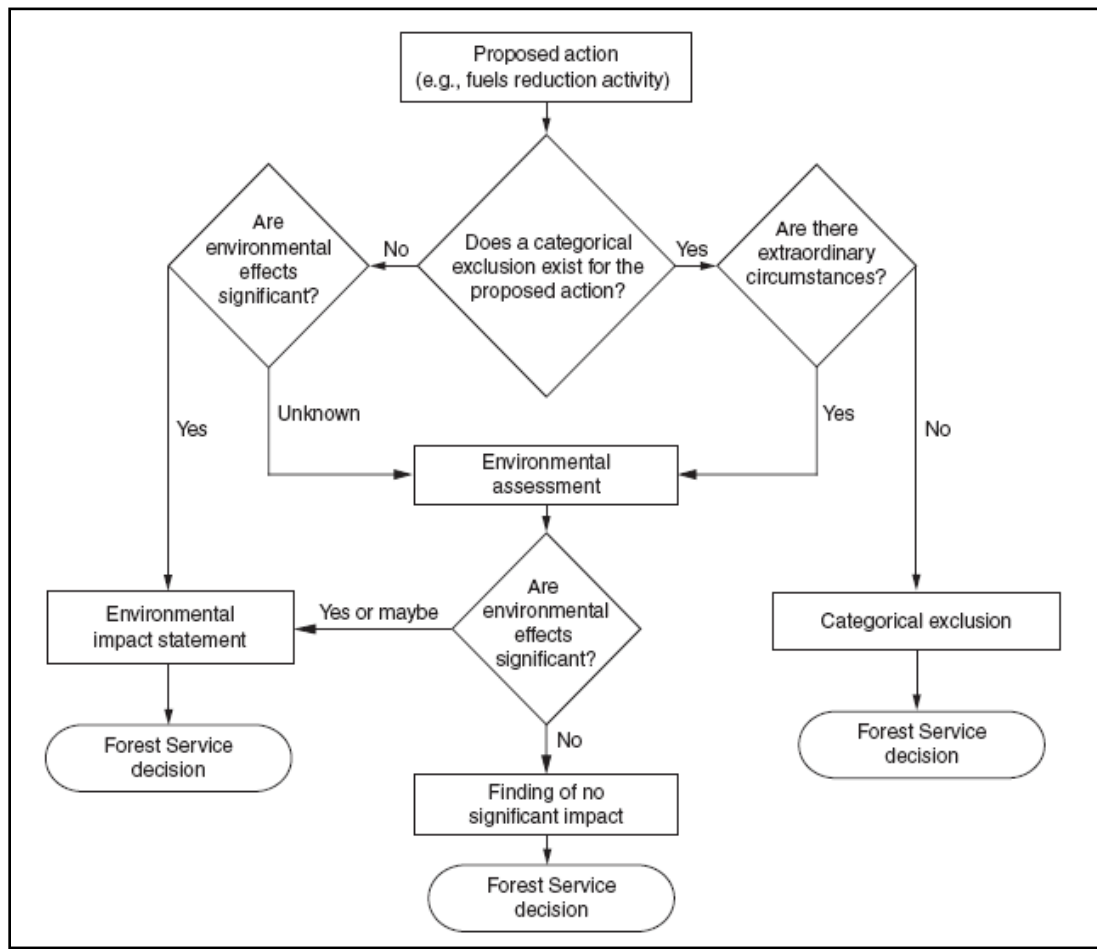 Proposed action
(e.g., fuels reduction activity)
Are
environmental
effects
significant?
No
Does a categorical
exclusion exist for the
proposed action?
Yes
Are there
extraordinary
circumstances?
Yes
Unknown
Yes
No
Environmental
assessment
Environmental
impact statement
Yes or maybe
Are
environmental
effects
significant?
Categorical exclusion
Forest Service
decision
No
Forest Service
decision
Finding of no
significant impact
Forest Service
decision